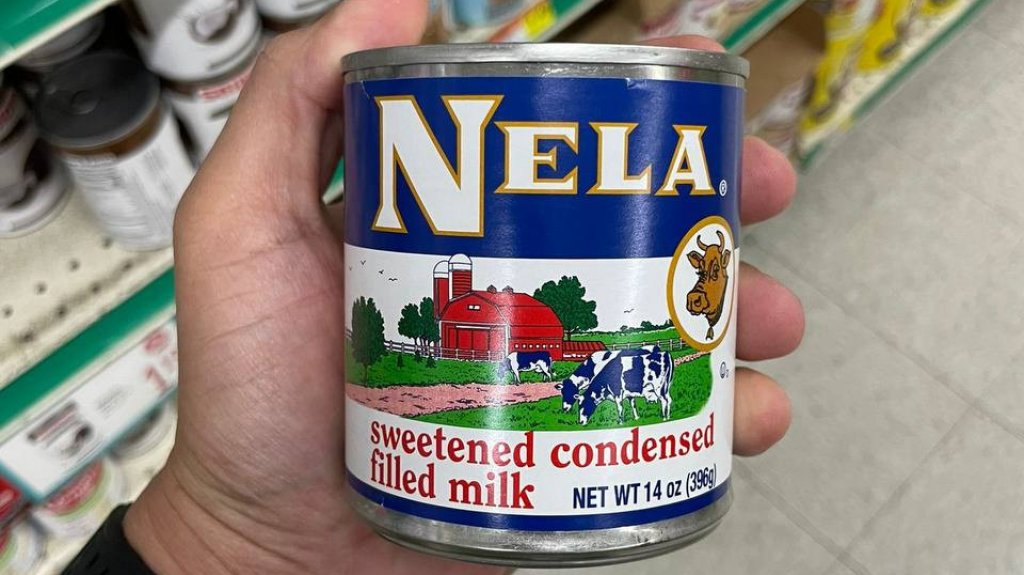 NELA
sweetened condensed
filled milk
NET WT 14 oz (396g)